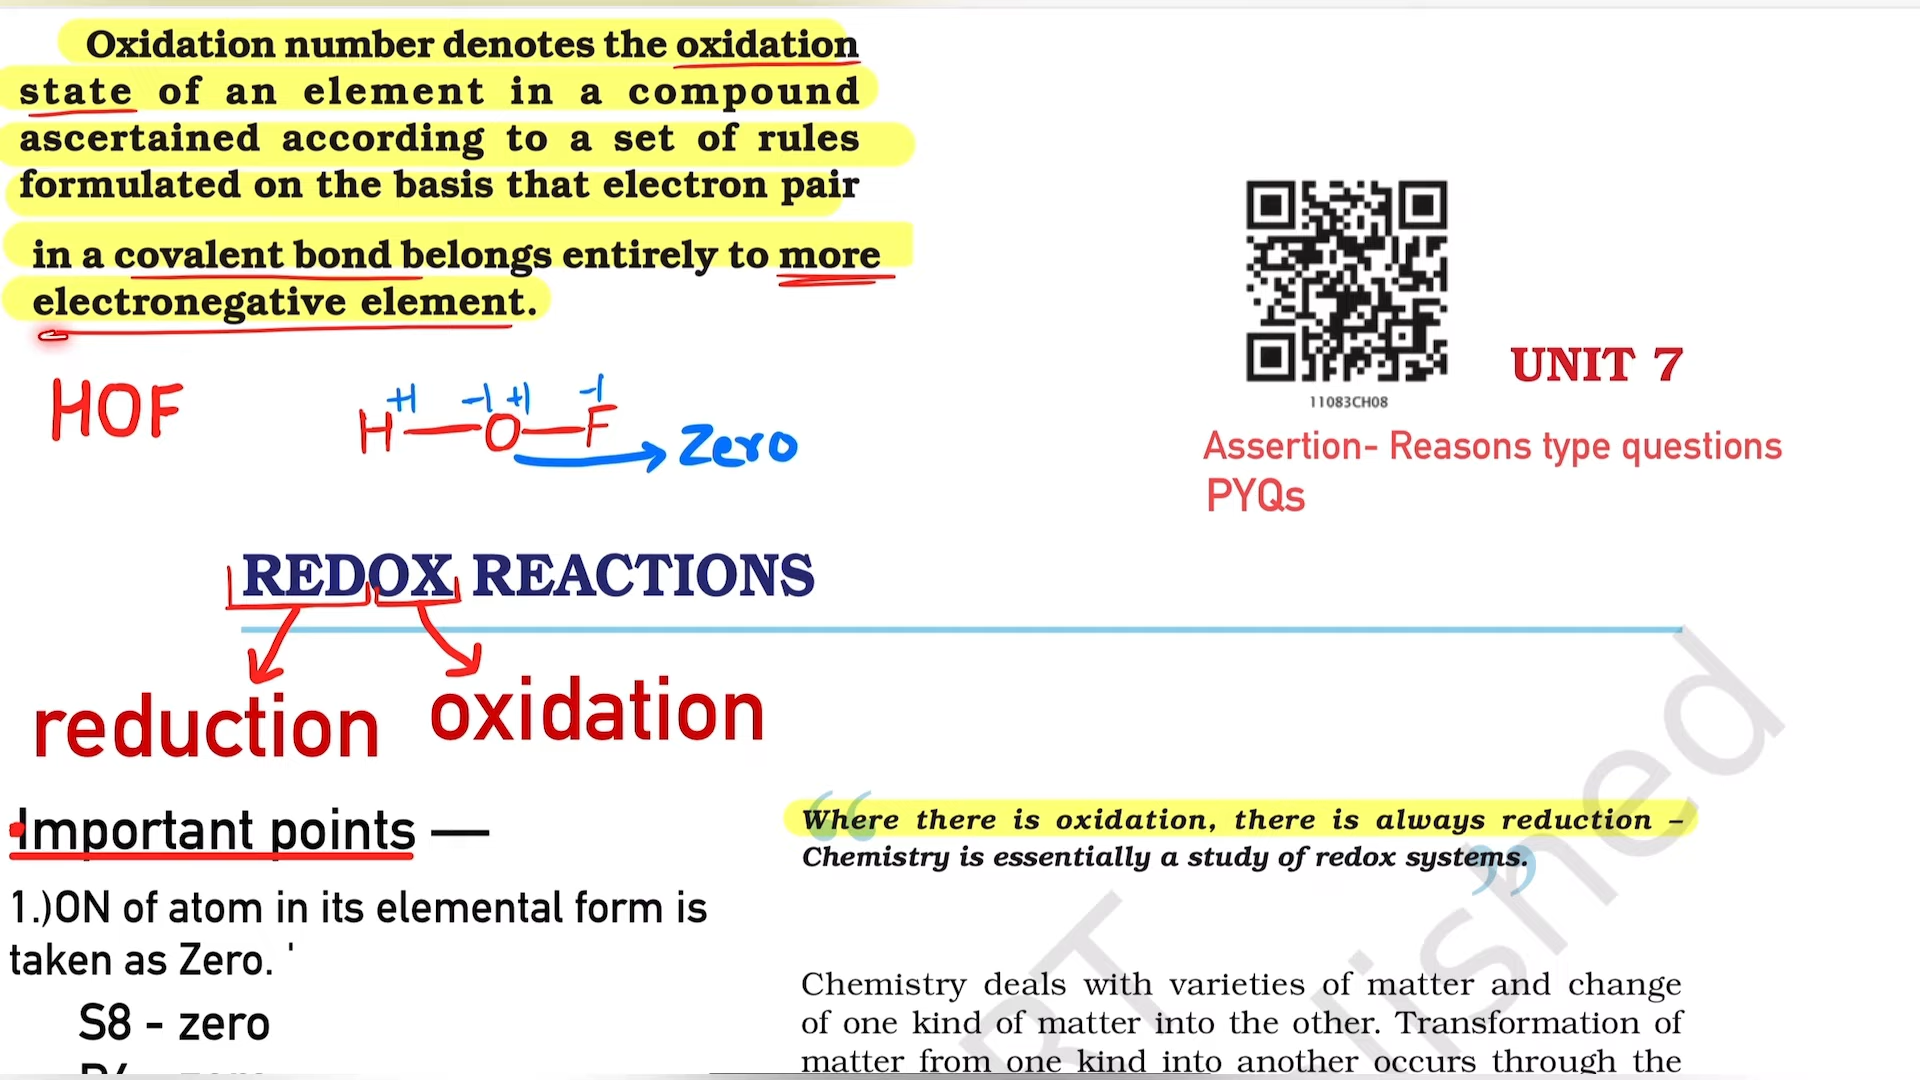 Oxidation number denotes the oxidation
state of an element in a compound
ascertained according to a set of rules
formulated on the basis that electron pair
in a covalent bond belongs entirely to more
electronegative element.
HOF
+1 -1 +1 -1
H—O—F
Zero
11083CH08
UNIT 7
Assertion- Reasons type questions
PYQs
REDOX REACTIONS
reduction
oxidation
Important points —
1.)ON of atom in its elemental form is
taken as Zero. '
S8 - zero
“Where there is oxidation, there is always reduction –
Chemistry is essentially a study of redox systems.”
Chemistry deals with varieties of matter and change
of one kind of matter into the other. Transformation of
matter from one kind into another occurs through the